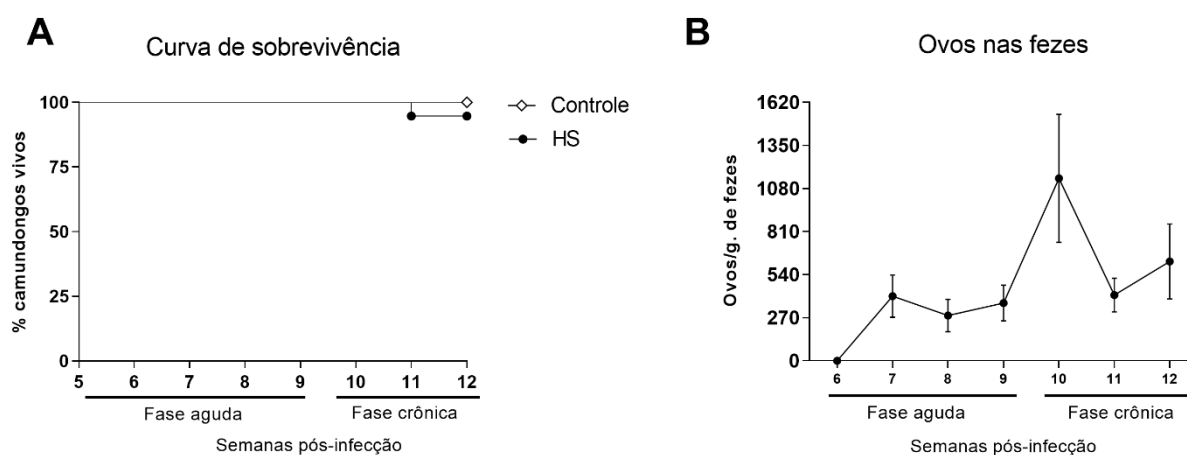 A
Curva de sobrevivência
% camundongos vivos
100
75
50
25
0
5 6 7 8 9 10 11 12
Fase aguda Fase crônica
Semanas pós-infecção
Controle
HS
B
Ovos nas fezes
Ovos/g. de fezes
1620
1350
1080
810
540
270
0
6 7 8 9 10 11 12
Fase aguda Fase crônica
Semanas pós-infecção